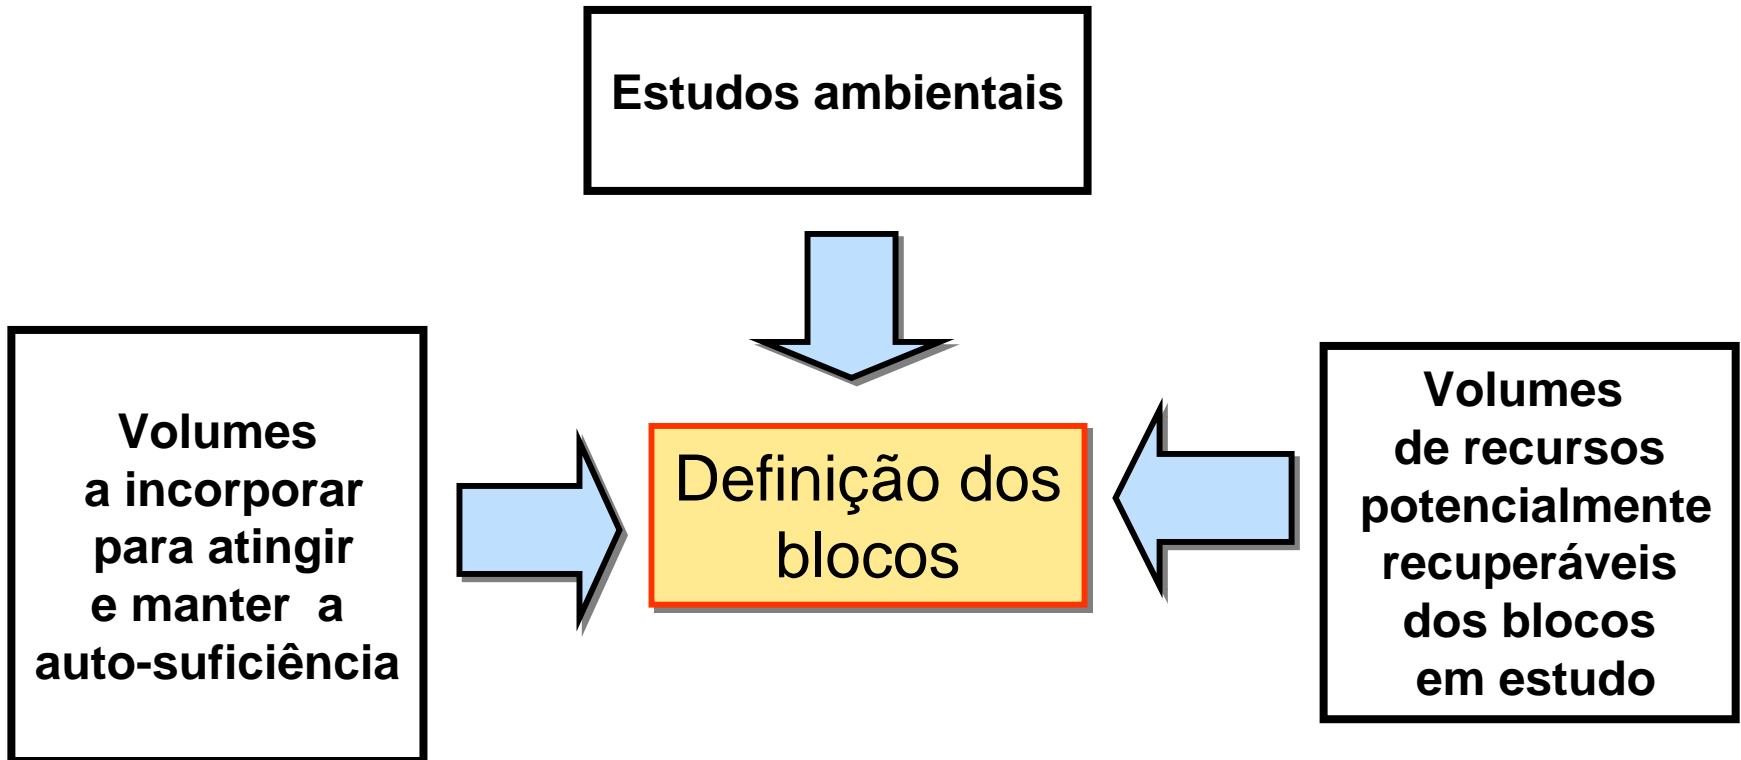 Estudos ambientais
Volumes
a incorporar
para atingir
e manter a
auto-suficiência
Definição dos
blocos
Volumes
de recursos
potencialmente
recuperáveis
dos blocos
em estudo